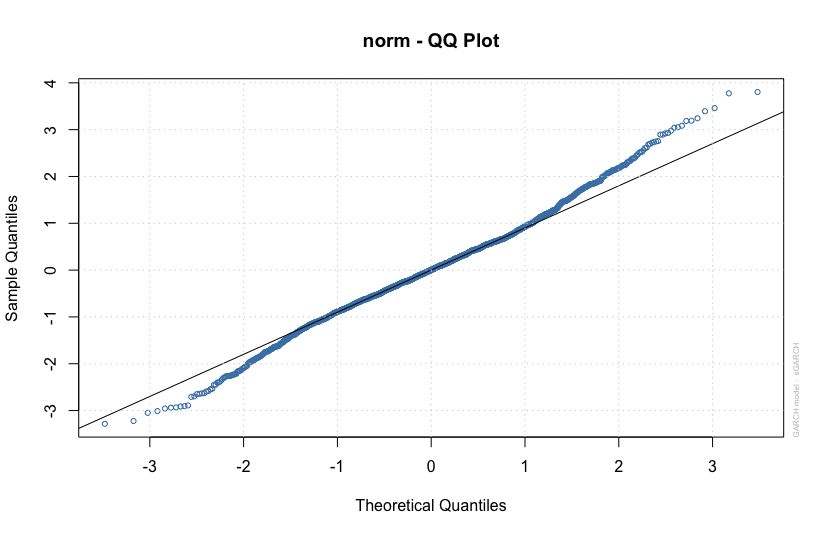 norm - QQ Plot
Sample Quantiles
4
3
2
1
0
-1
-2
-3
-3 -2 -1 0 1 2 3
Theoretical Quantiles
GARCH model : sGARCH